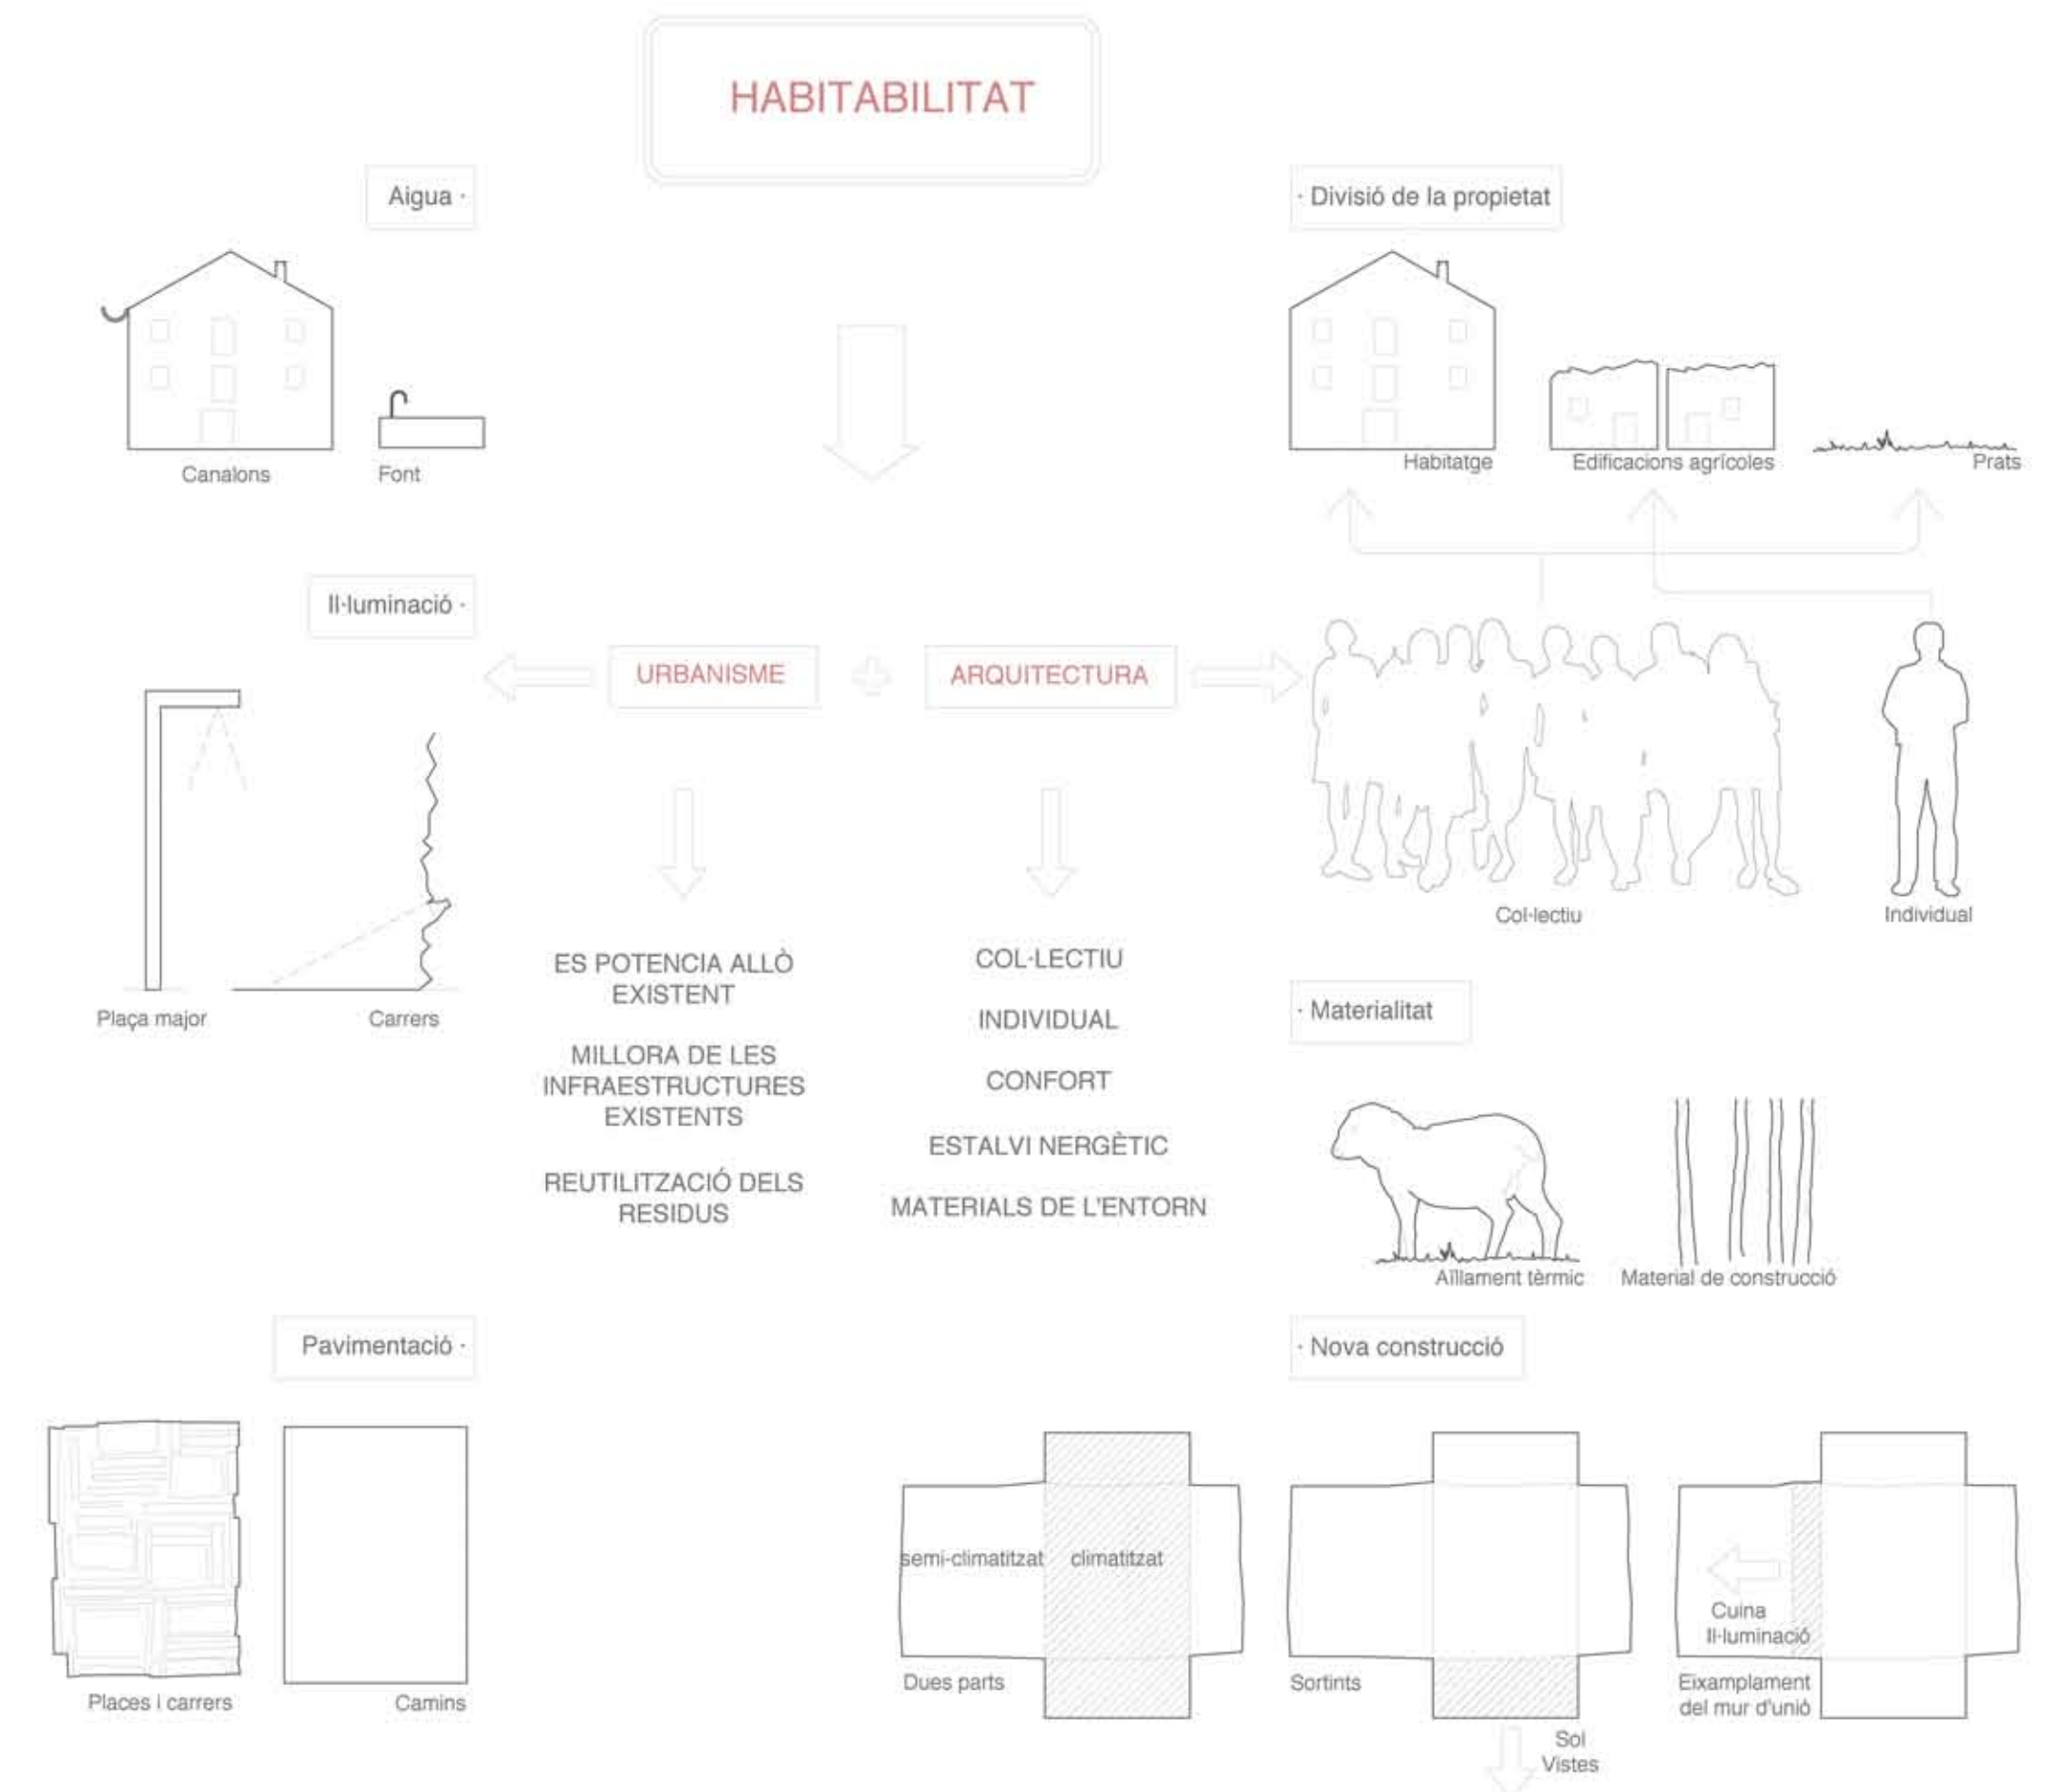 HABITABILITAT
Aigua ·
Canalons
Font
Il·luminació ·
Plaça major
Carrers
Pavimentació ·
Places i carrers
Camins
URBANISME
ES POTENCIA ALLÒ
EXISTENT
MILLORA DE LES
INFRAESTRUCTURES
EXISTENTS
REUTILITZACIÓ DELS
RESIDUS
ARQUITECTURA
COL·LECTIU
INDIVIDUAL
CONFORT
ESTALVI NERGÈTIC
MATERIALS DE L'ENTORN
· Divisió de la propietat
Habitatge
Edificacions agrícoles
Prats
Col·lectiu
Individual
· Materialitat
Aïllament tèrmic
Material de construcció
· Nova construcció
semi-climatitzat
climatitzat
Dues parts
Sortints
Sol
Vistes
Cuina
Il·luminació
Eixamplament
del mur d'unió